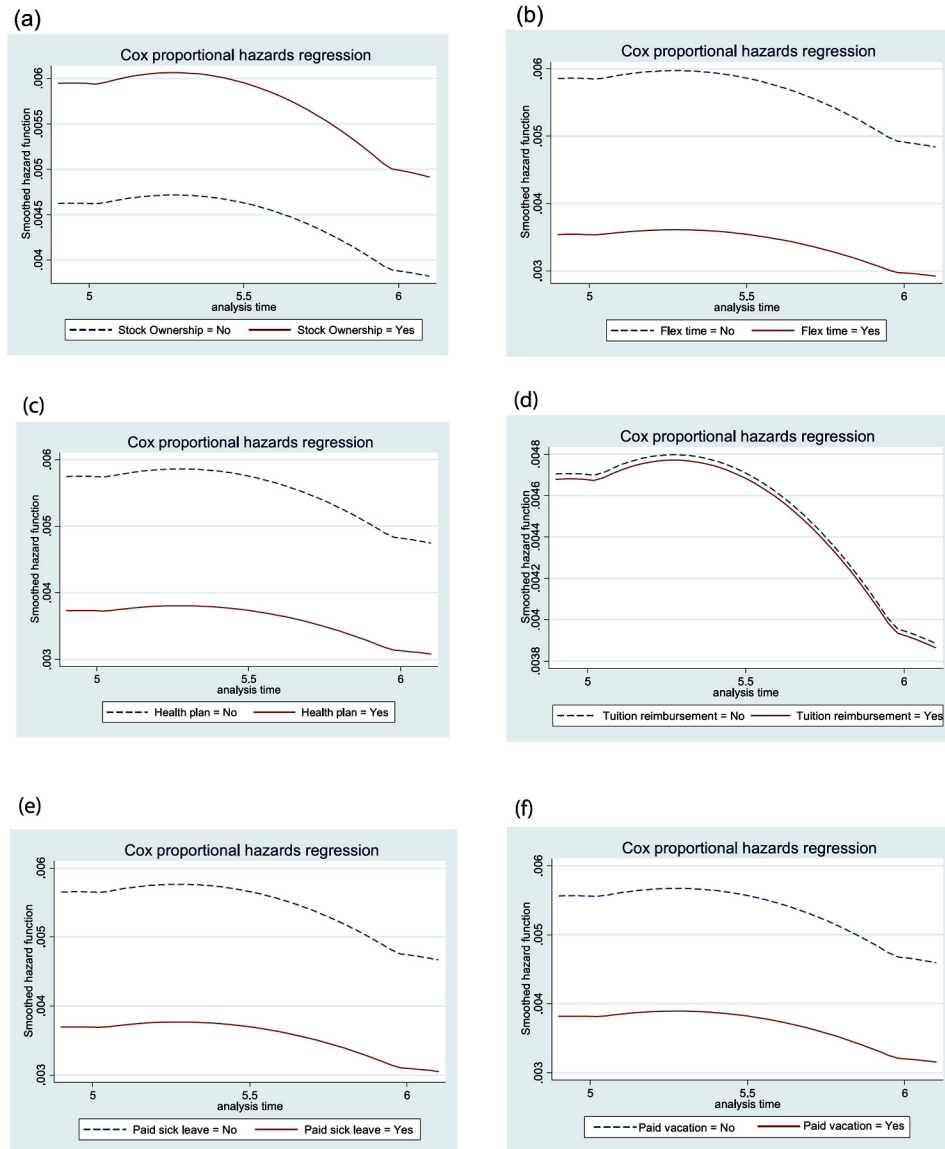 (a)
Cox proportional hazards regression
Smoothed hazard function
.006
.0055
.005
.0045
.004
5
5.5
6
analysis time
Stock Ownership = No
Stock Ownership = Yes
(b)
Cox proportional hazards regression
Smoothed hazard function
.006
.005
.004
.003
5
5.5
6
analysis time
Flex time = No
Flex time = Yes
(c)
Cox proportional hazards regression
Smoothed hazard function
.006
.005
.004
.003
5
5.5
6
analysis time
Health plan = No
Health plan = Yes
(d)
Cox proportional hazards regression
Smoothed hazard function
.0048
.0046
.0044
.0042
.004
.0038
5
5.5
6
analysis time
Tuition reimbursement = No
Tuition reimbursement = Yes
(e)
Cox proportional hazards regression
Smoothed hazard function
.006
.005
.004
.003
5
5.5
6
analysis time
Paid sick leave = No
Paid sick leave = Yes
(f)
Cox proportional hazards regression
Smoothed hazard function
.006
.005
.004
.003
5
5.5
6
analysis time
Paid vacation = No
Paid vacation = Yes